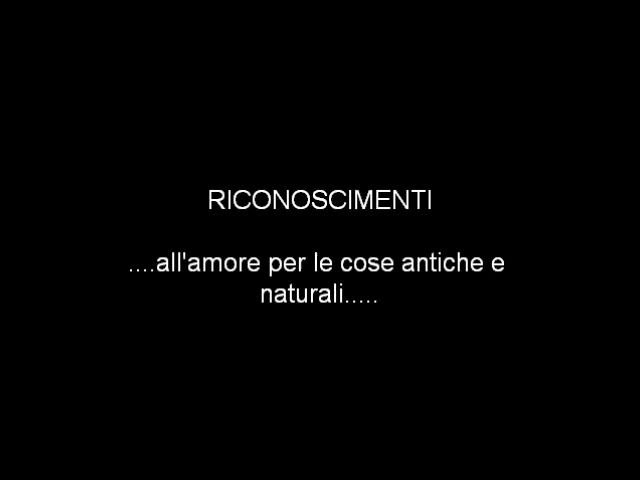 RICONOSCIMENTI
....all'amore per le cose antiche e
naturali.....